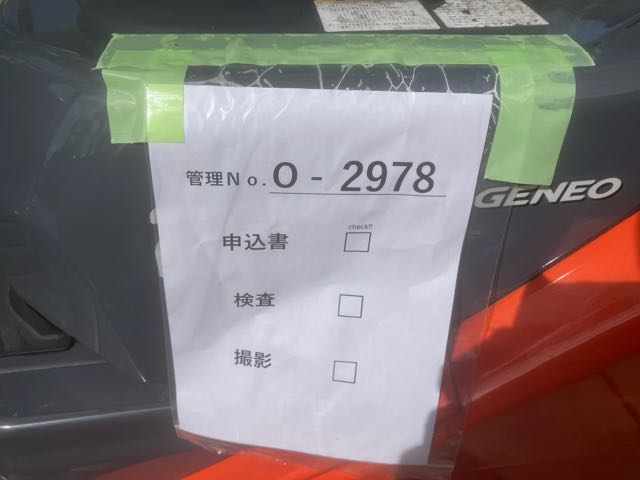 管理No. O - 2978
GENEO
check!!
申込書 □
検査 □
撮影 □